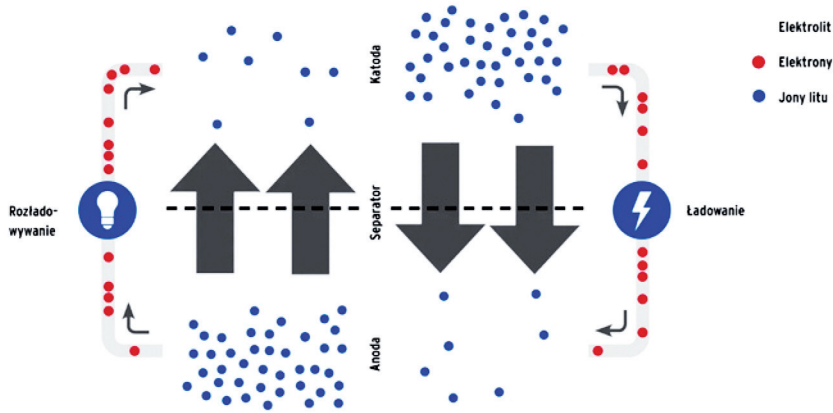 Elektrolit
Elektrony
Jony litu
Katoda
Rozłado-
wywanie
Separator
Ładowanie
Anoda